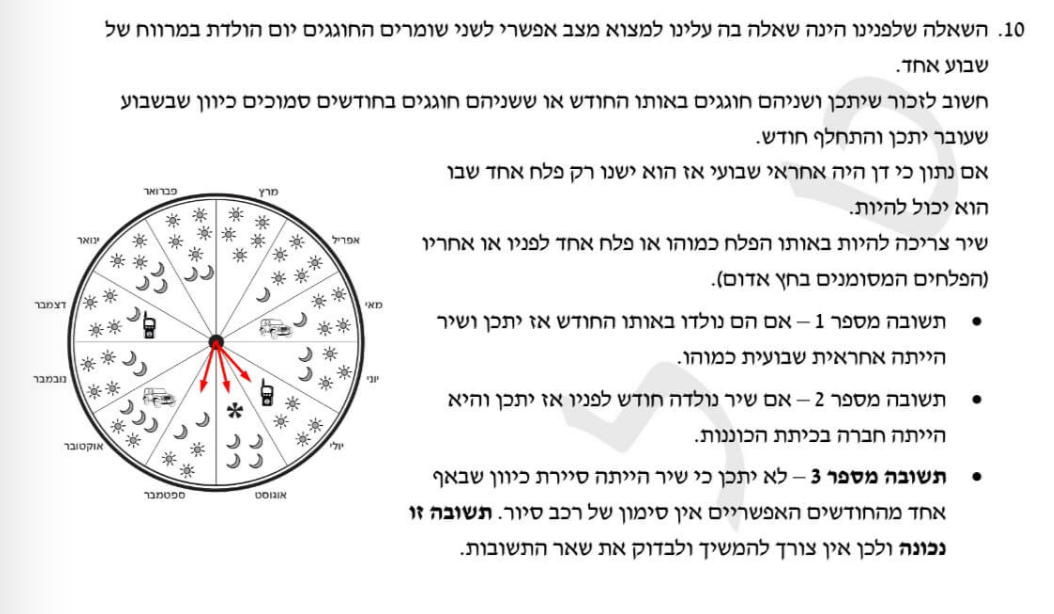 10. השאלה שלפנינו הינה שאלה בה עלינו למצוא מצב אפשרי לשני שומרים החוגגים יום הולדת במרווח של
שבוע אחד.
חשוב לזכור שיתכן ושניהם חוגגים באותו החודש או ששניהם חוגגים בחודשים סמוכים כיוון שבשבוע
שעובר יתכן והתחלף חודש.
אם נתון כי דן היה אחראי שבועי אז הוא ישנו רק פלח אחד שבו
הוא יכול להיות.
שיר צריכה להיות באותו הפלח כמוהו או פלח אחד לפניו או אחריו
(הפלחים המסומנים בחץ אדום).
• תשובה מספר 1 – אם הם נולדו באותו החודש אז יתכן ושיר
הייתה אחראית שבועית כמוהו.
• תשובה מספר 2 – אם שיר נולדה חודש לפניו אז יתכן והיא
הייתה חברה בכיתת הכוננות.
• תשובה מספר 3 – לא יתכן כי שיר הייתה סיירת כיוון שבאף
אחד מהחודשים האפשריים אין סימון של רכב סיור. תשובה זו
נכונה ולכן אין צורך להמשיך ולבדוק את שאר התשובות.
מרץ
אפריל
מאי
יוני
יולי
אוגוסט
ספטמבר
אוקטובר
נובמבר
דצמבר
ינואר
פברואר